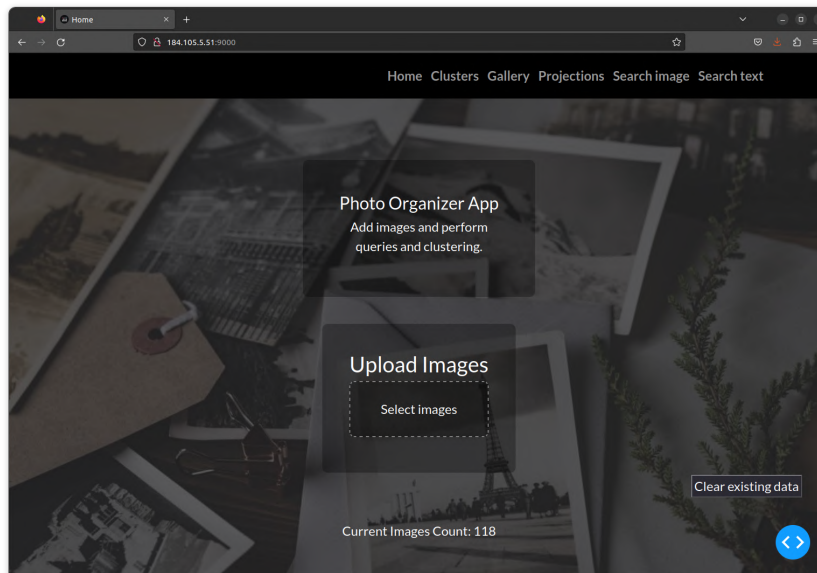 Home
184.105.5.51:9000
Home Clusters Gallery Projections Search image Search text
Photo Organizer App
Add images and perform
queries and clustering.
Upload Images
Select images
Clear existing data
Current Images Count: 118